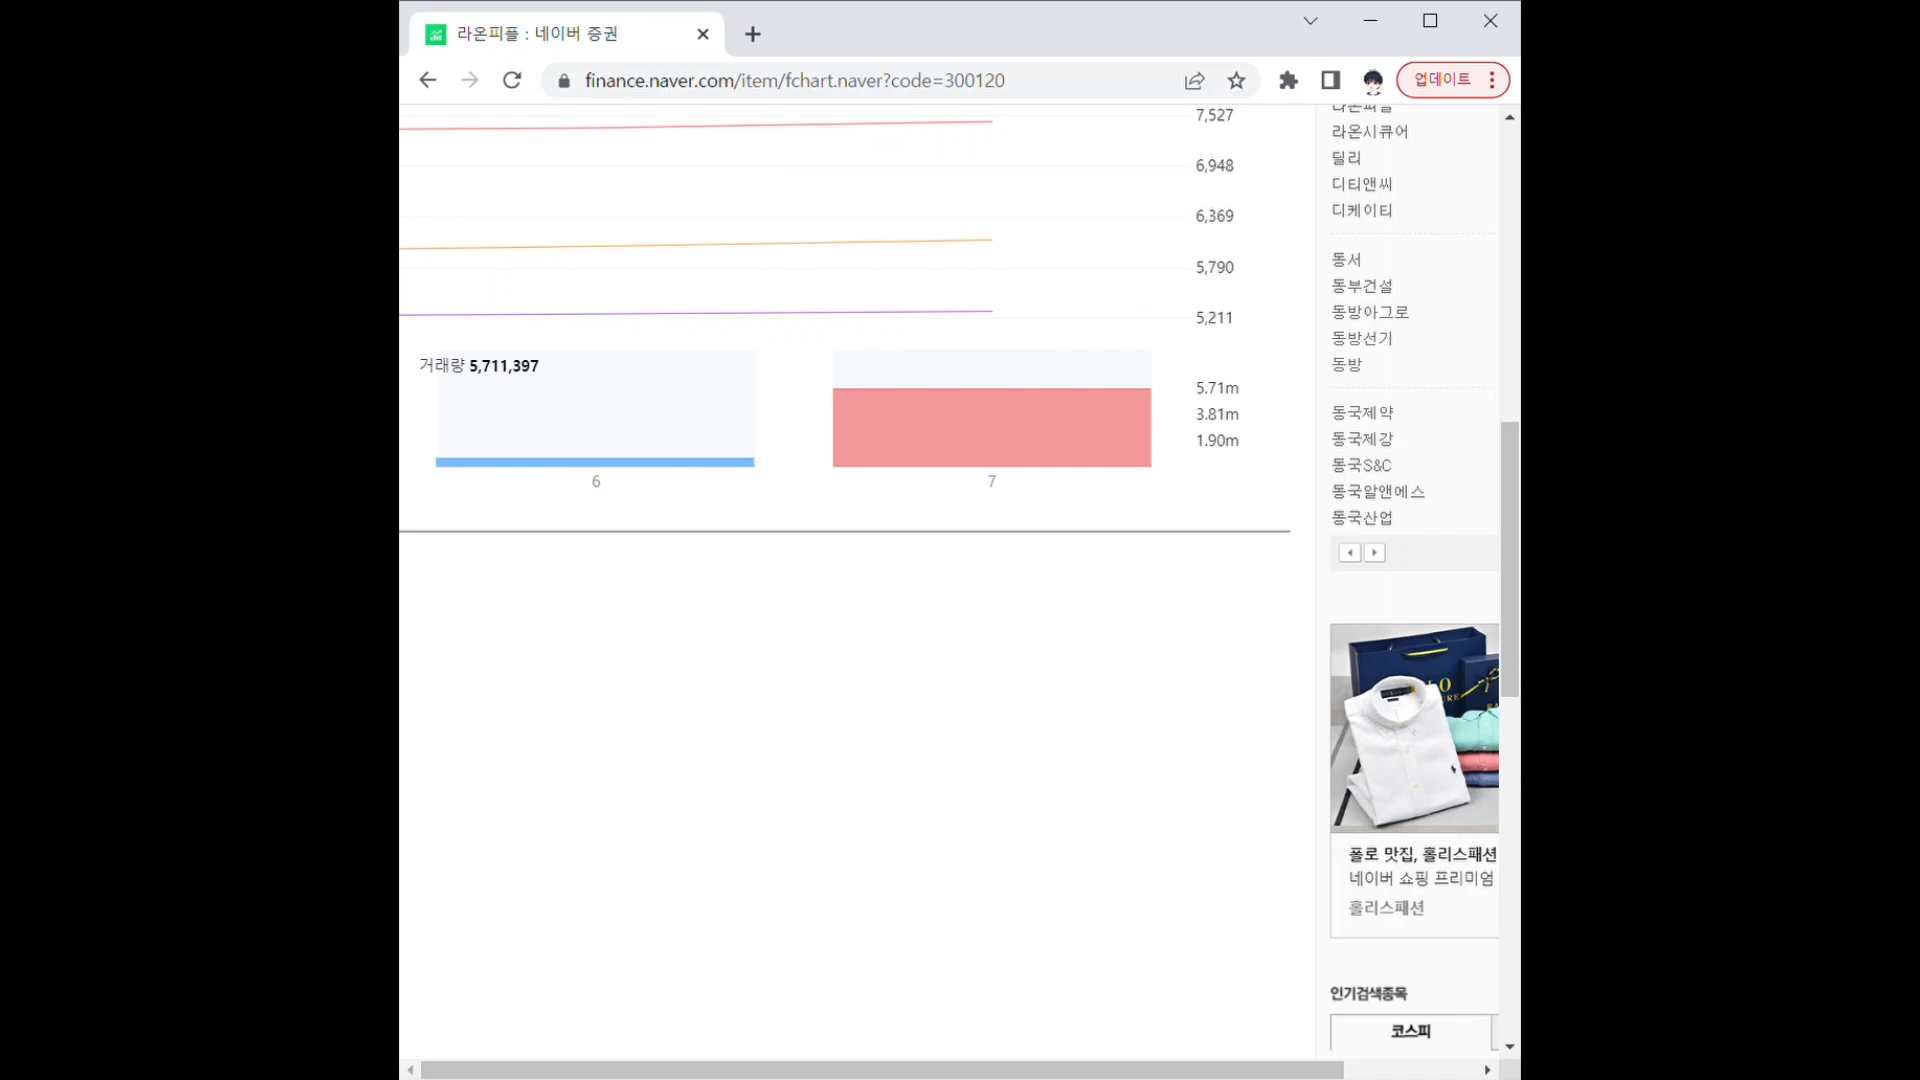 라온피플 : 네이버 증권
finance.naver.com/item/fchart.naver?code=300120
업데이트
7,527
6,948
6,369
5,790
5,211
거래량 5,711,397
5.71m
3.81m
1.90m
6
7
라온피플
라온시큐어
딜리
디티앤씨
디케이티
동서
동부건설
동방아그로
동방선기
동방
동국제약
동국제강
동국S&C
동국알앤에스
동국산업
폴로 맛집, 홀리스패션
네이버 쇼핑 프리미엄
홀리스패션
인기검색종목
코스피